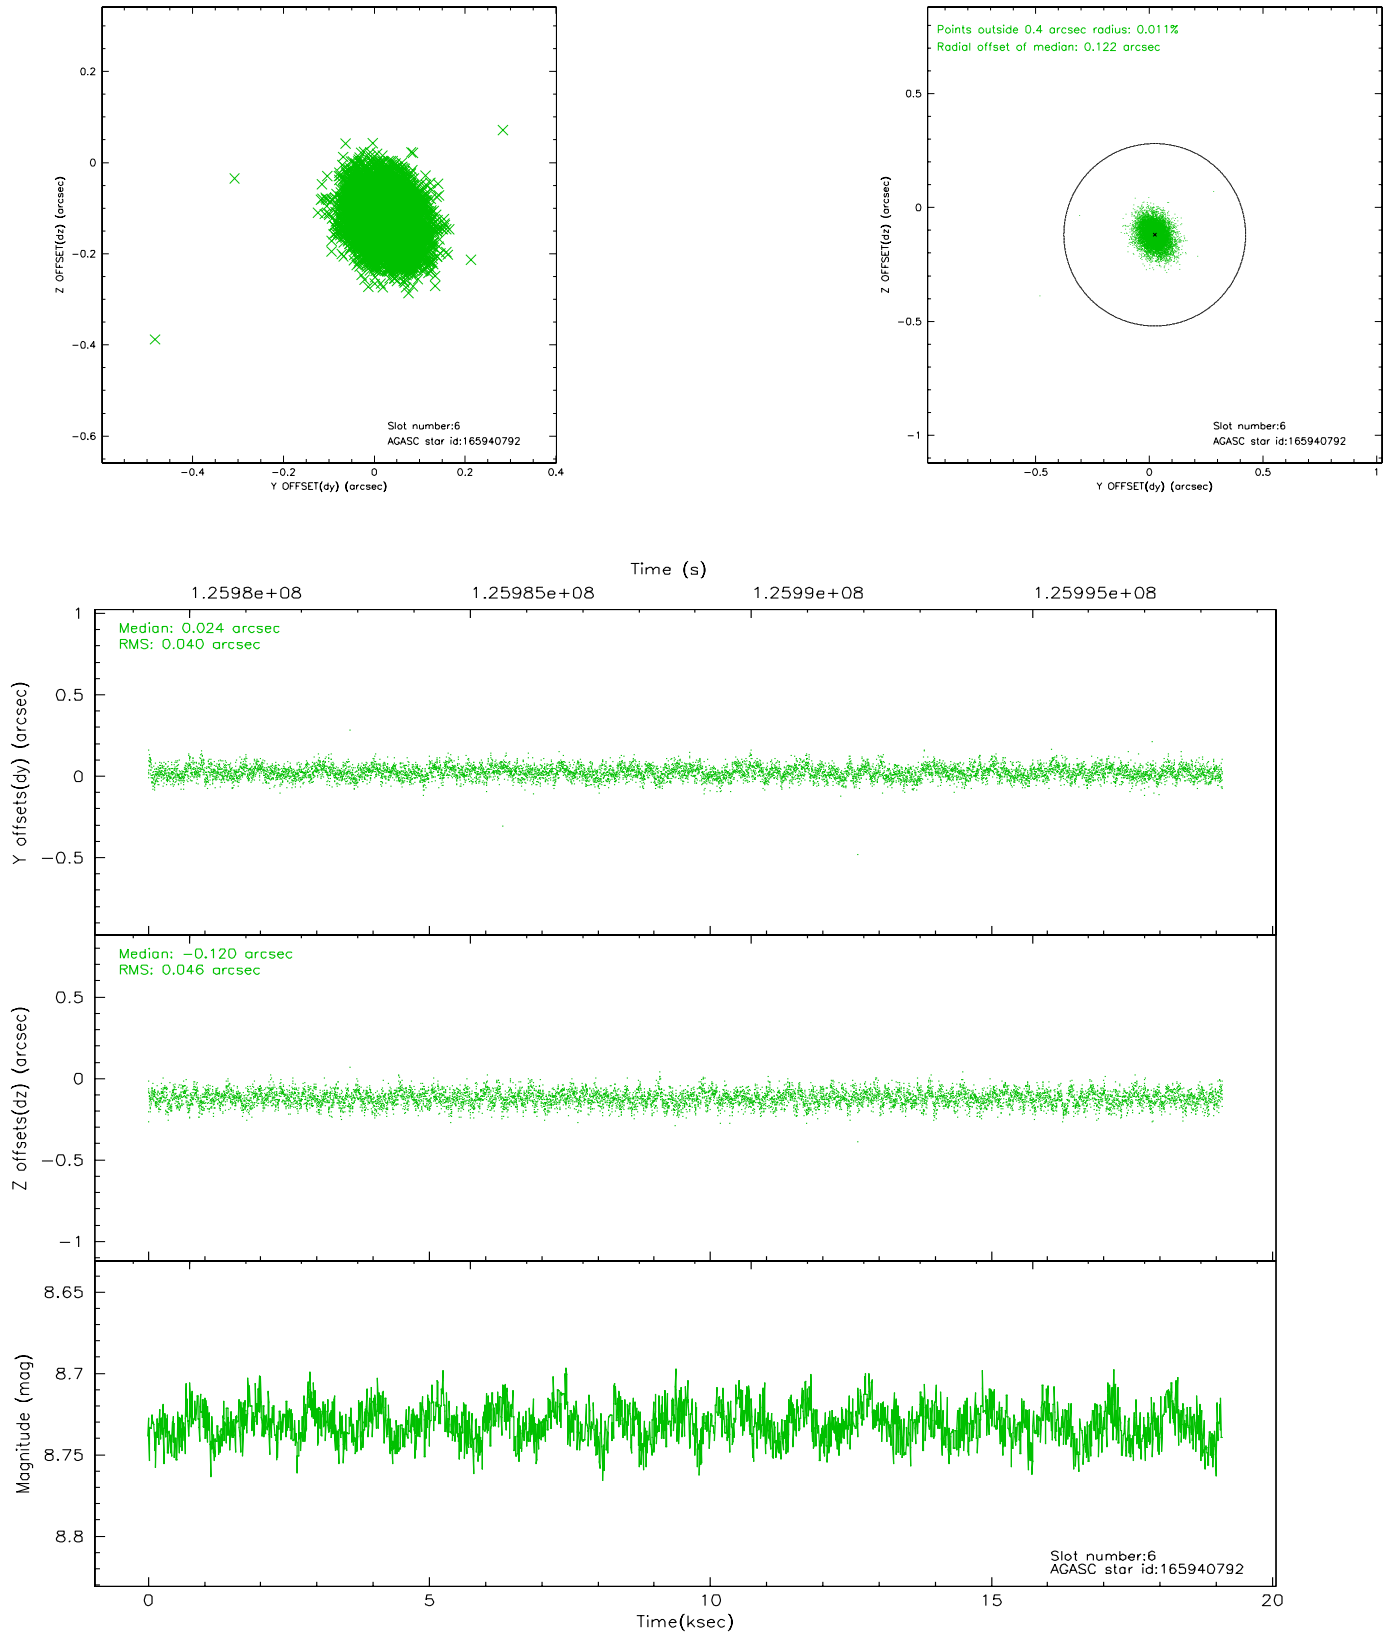 0.2
0
−0.2
−0.4
−0.6
Z OFFSET(dz) (arcsec)
Slot number:6
AGASC star id:165940792
−0.4 −0.2 0 0.2 0.4
Y OFFSET(dy) (arcsec)
Points outside 0.4 arcsec radius: 0.011%
Radial offset of median: 0.122 arcsec
0.5
0
−0.5
−1
Z OFFSET(dz) (arcsec)
Slot number:6
AGASC star id:165940792
−0.5 0 0.5 1
Y OFFSET(dy) (arcsec)
Time (s)
1.2598e+08 1.25985e+08 1.2599e+08 1.25995e+08
Median: 0.024 arcsec
RMS: 0.040 arcsec
1
0.5
0
−0.5
Y offsets(dy) (arcsec)
Median: −0.120 arcsec
RMS: 0.046 arcsec
0.5
0
−0.5
−1
Z offsets(dz) (arcsec)
8.65
8.7
8.75
8.8
Magnitude (mag)
Slot number:6
AGASC star id:165940792
0 5 10 15 20
Time(ksec)